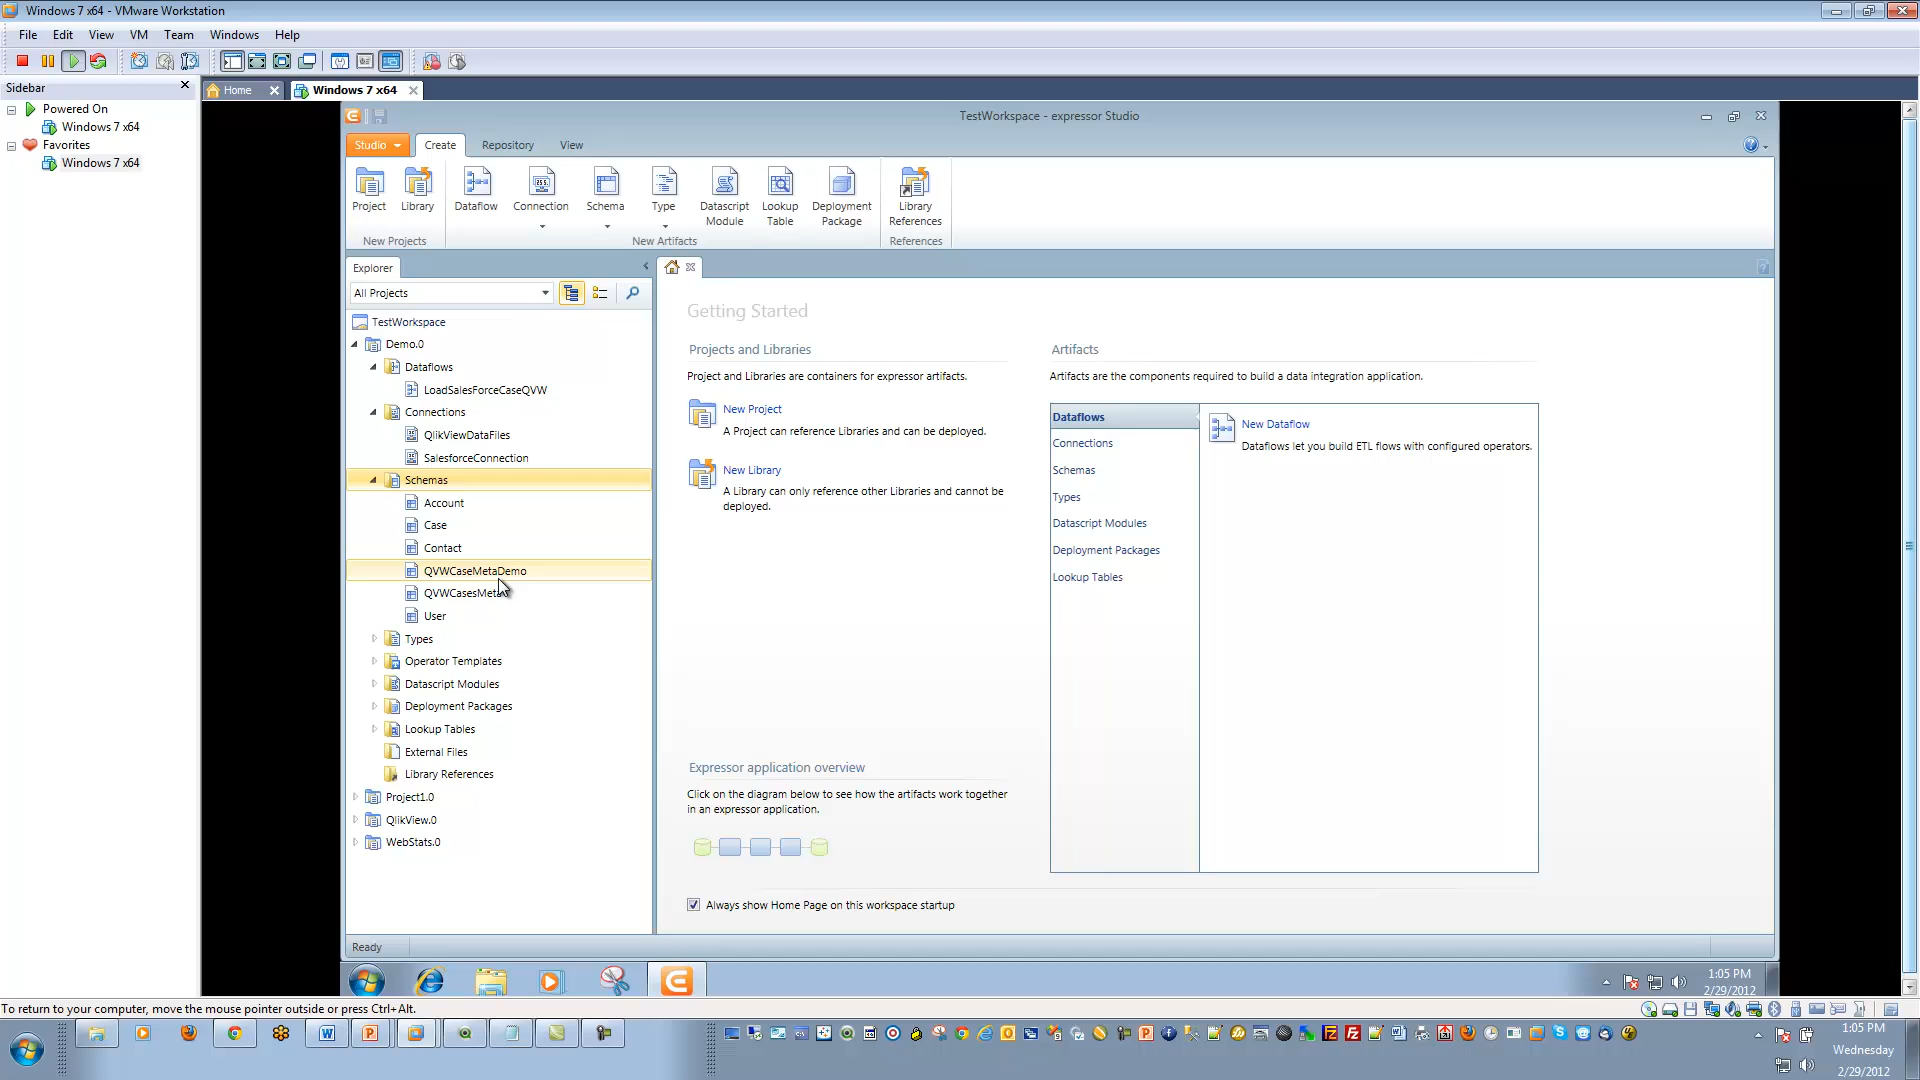 Windows 7 x64 - VMware Workstation
File Edit View VM Team Windows Help
Sidebar
Powered On
Windows 7 x64
Favorites
Windows 7 x64
Home
Windows 7 x64
TestWorkspace - expressor Studio
Studio Create Repository View
Project Library Dataflow Connection Schema Type Datascript Module Lookup Table Deployment Package Library References
New Projects New Artifacts References
Explorer
All Projects
TestWorkspace
Demo.0
Dataflows
LoadSalesForceCaseQVW
Connections
QlikViewDataFiles
SalesforceConnection
Schemas
Account
Case
Contact
QVWCaseMetaDemo
QVWCasesMeta
User
Types
Operator Templates
Datascript Modules
Deployment Packages
Lookup Tables
External Files
Library References
Project1.0
QlikView.0
WebStats.0
Getting Started
Projects and Libraries
Project and Libraries are containers for expressor artifacts.
New Project
A Project can reference Libraries and can be deployed.
New Library
A Library can only reference other Libraries and cannot be
deployed.
Expressor application overview
Click on the diagram below to see how the artifacts work together
in an expressor application.
Always show Home Page on this workspace startup
Artifacts
Artifacts are the components required to build a data integration application.
Dataflows
Connections
Schemas
Types
Datascript Modules
Deployment Packages
Lookup Tables
New Dataflow
Dataflows let you build ETL flows with configured operators.
Ready
1:05 PM
2/29/2012
To return to your computer, move the mouse pointer outside or press Ctrl+Alt.
1:05 PM
Wednesday
2/29/2012